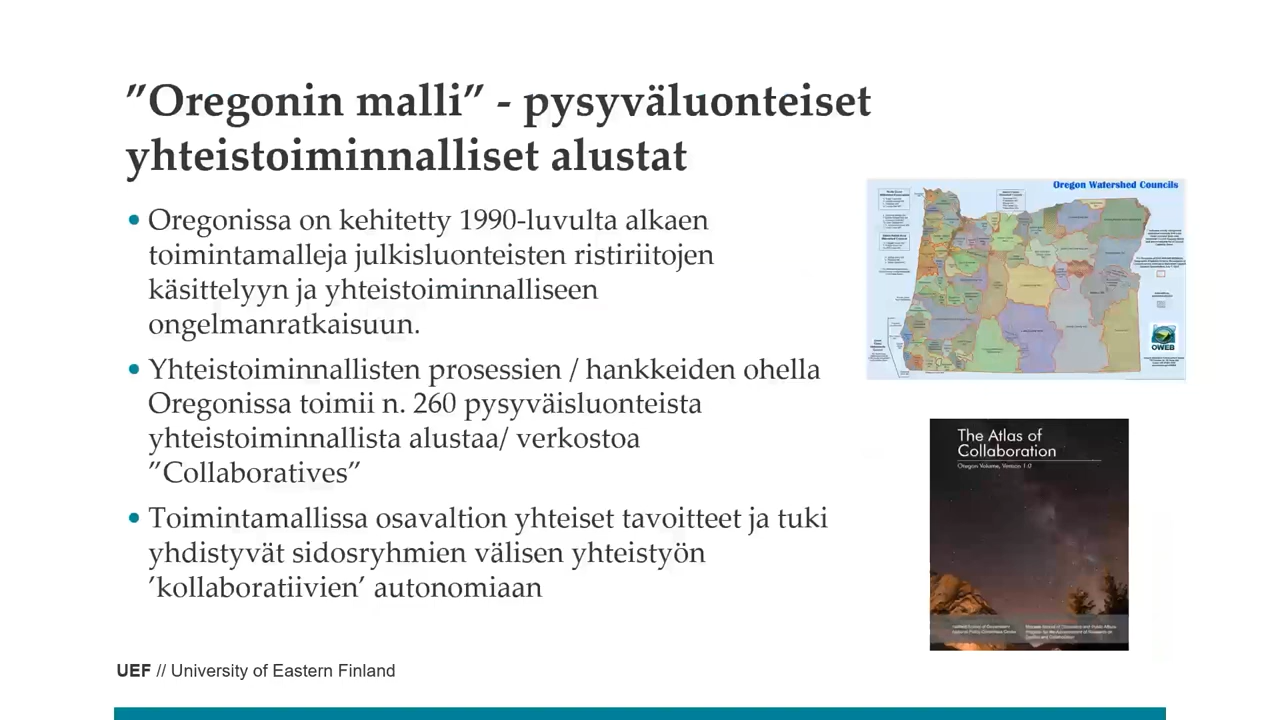 ”Oregonin malli” - pysyväluonteiset
yhteistoiminnalliset alustat
• Oregonissa on kehitetty 1990-luvulta alkaen
toimintamalleja julkisluonteisten ristiriitojen
käsittelyyn ja yhteistoiminnalliseen
ongelmanratkaisuun.
• Yhteistoiminnallisten prosessien / hankkeiden ohella
Oregonissa toimii n. 260 pysyväisluonteista
yhteistoiminnallista alustaa/ verkostoa
”Collaboratives”
• Toimintamallissa osavaltion yhteiset tavoitteet ja tuki
yhdistyvät sidosryhmien välisen yhteistyön
’kollaboratiivien’ autonomiaan
Oregon Watershed Councils
OWEB
The Atlas of
Collaboration
Oregon Volume, Version 1.0
UEF // University of Eastern Finland